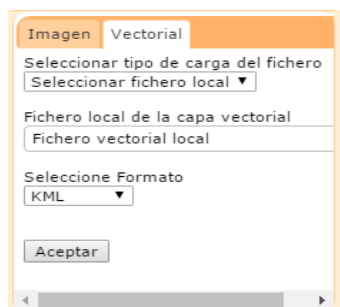 Imagen Vectorial
Seleccionar tipo de carga del fichero
Seleccionar fichero local ▼
Fichero local de la capa vectorial
Fichero vectorial local
Seleccione Formato
KML ▼
Aceptar